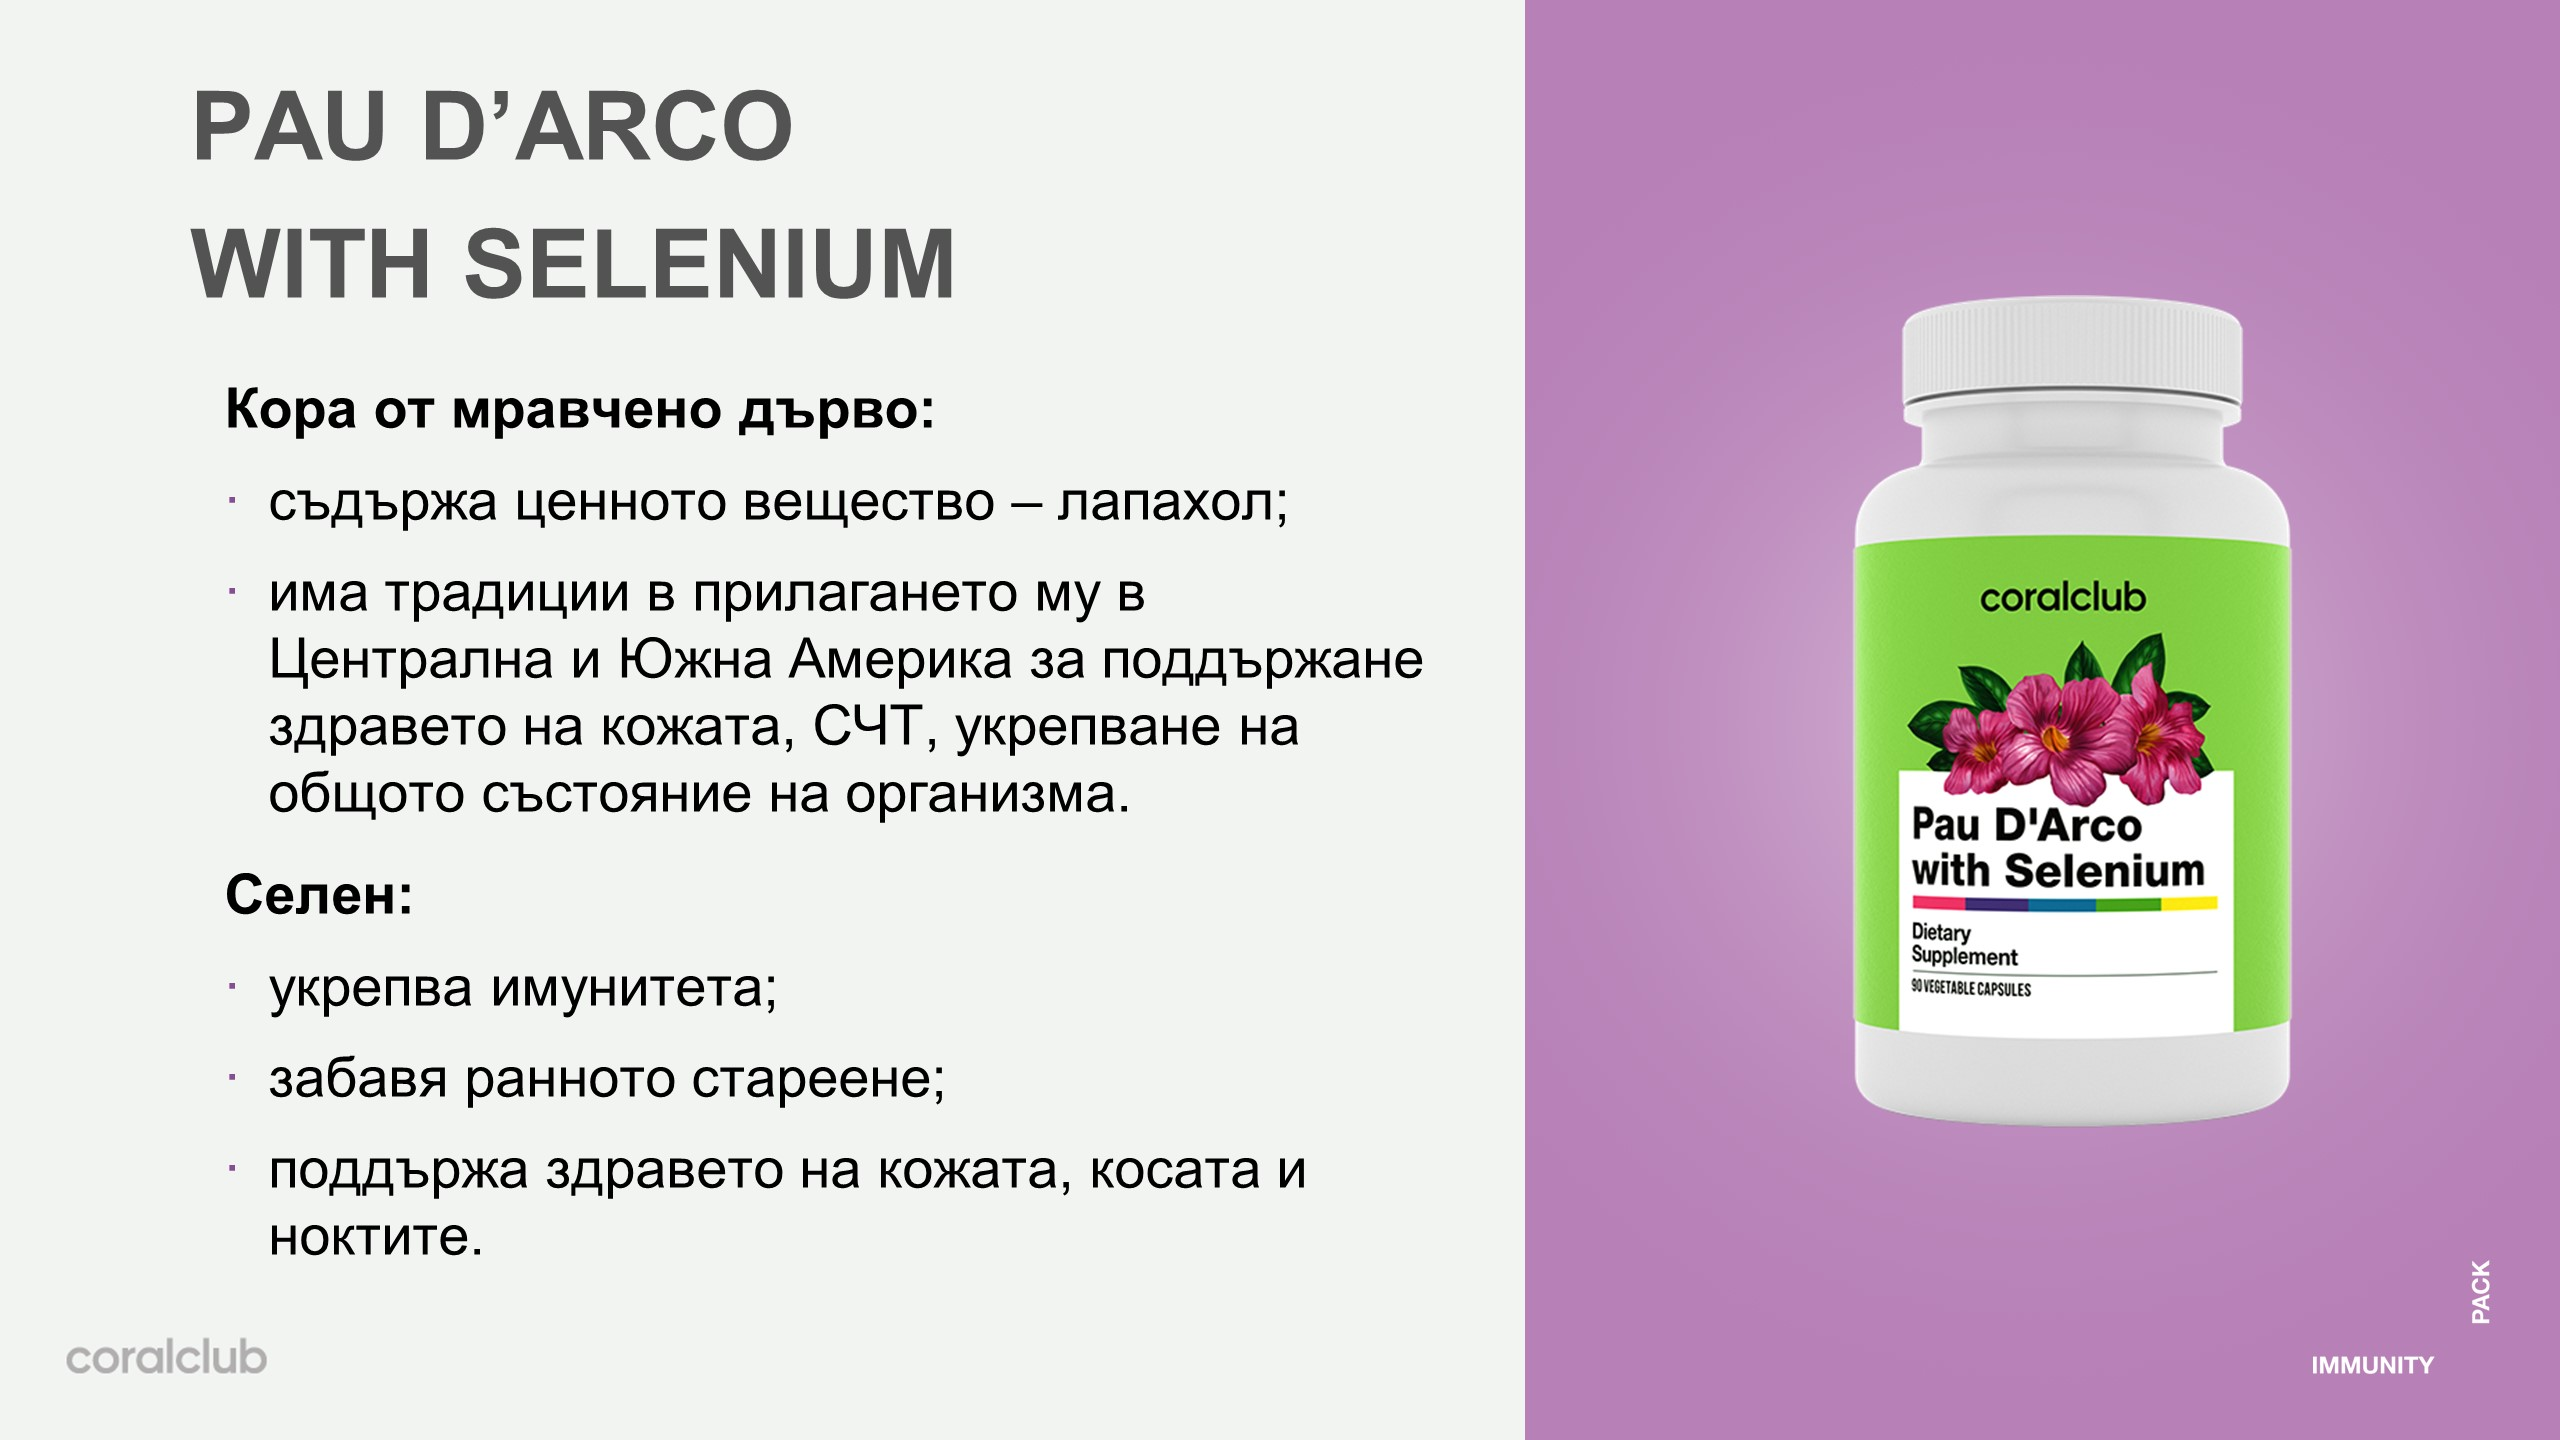 PAU D’ARCO
WITH SELENIUM
Кора от мравчено дърво:
· съдържа ценното вещество – лапахол;
· има традиции в прилагането му в
Централна и Южна Америка за поддържане
здравето на кожата, СЧТ, укрепване на
общото състояние на организма.
Селен:
· укрепва имунитета;
· забавя ранното стареене;
· поддържа здравето на кожата, косата и
ноктите.
coralclub
coralclub
Pau D'Arco
with Selenium
Dietary
Supplement
90 VEGETABLE CAPSULES
PACK
IMMUNITY